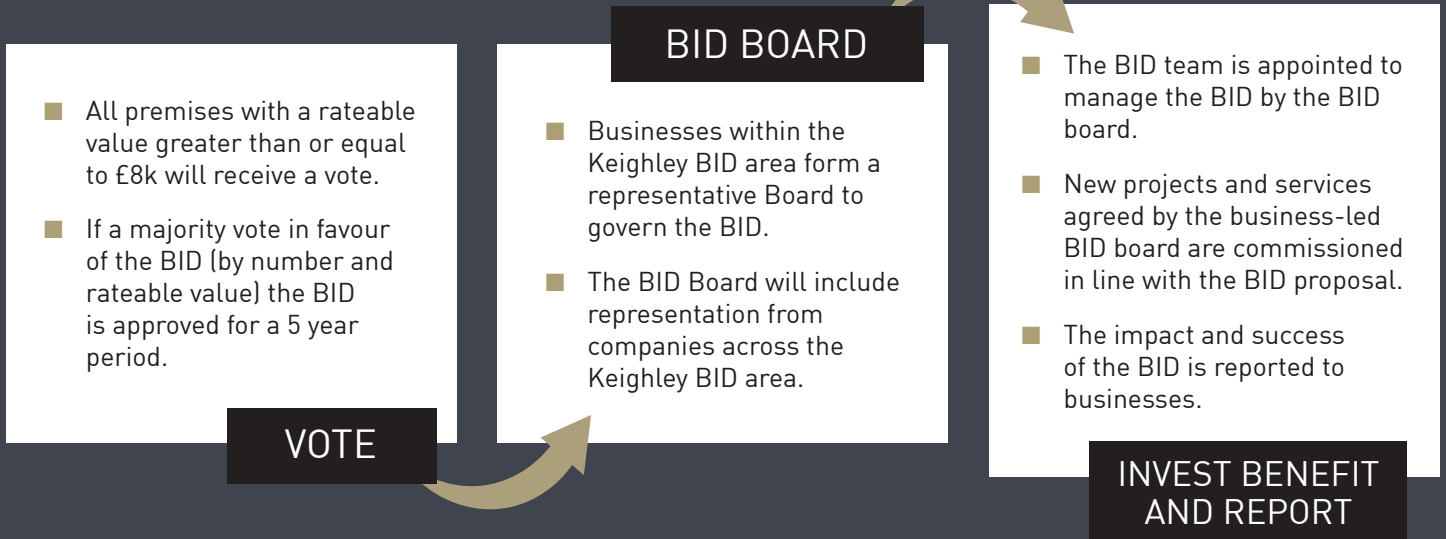 All premises with a rateable
value greater than or equal
to £8k will receive a vote.
If a majority vote in favour
of the BID (by number and
rateable value) the BID
is approved for a 5 year
period.
VOTE
BID BOARD
Businesses within the
Keighley BID area form a
representative Board to
govern the BID.
The BID Board will include
representation from
companies across the
Keighley BID area.
The BID team is appointed to
manage the BID by the BID
board.
New projects and services
agreed by the business-led
BID board are commissioned
in line with the BID proposal.
The impact and success
of the BID is reported to
businesses.
INVEST BENEFIT
AND REPORT